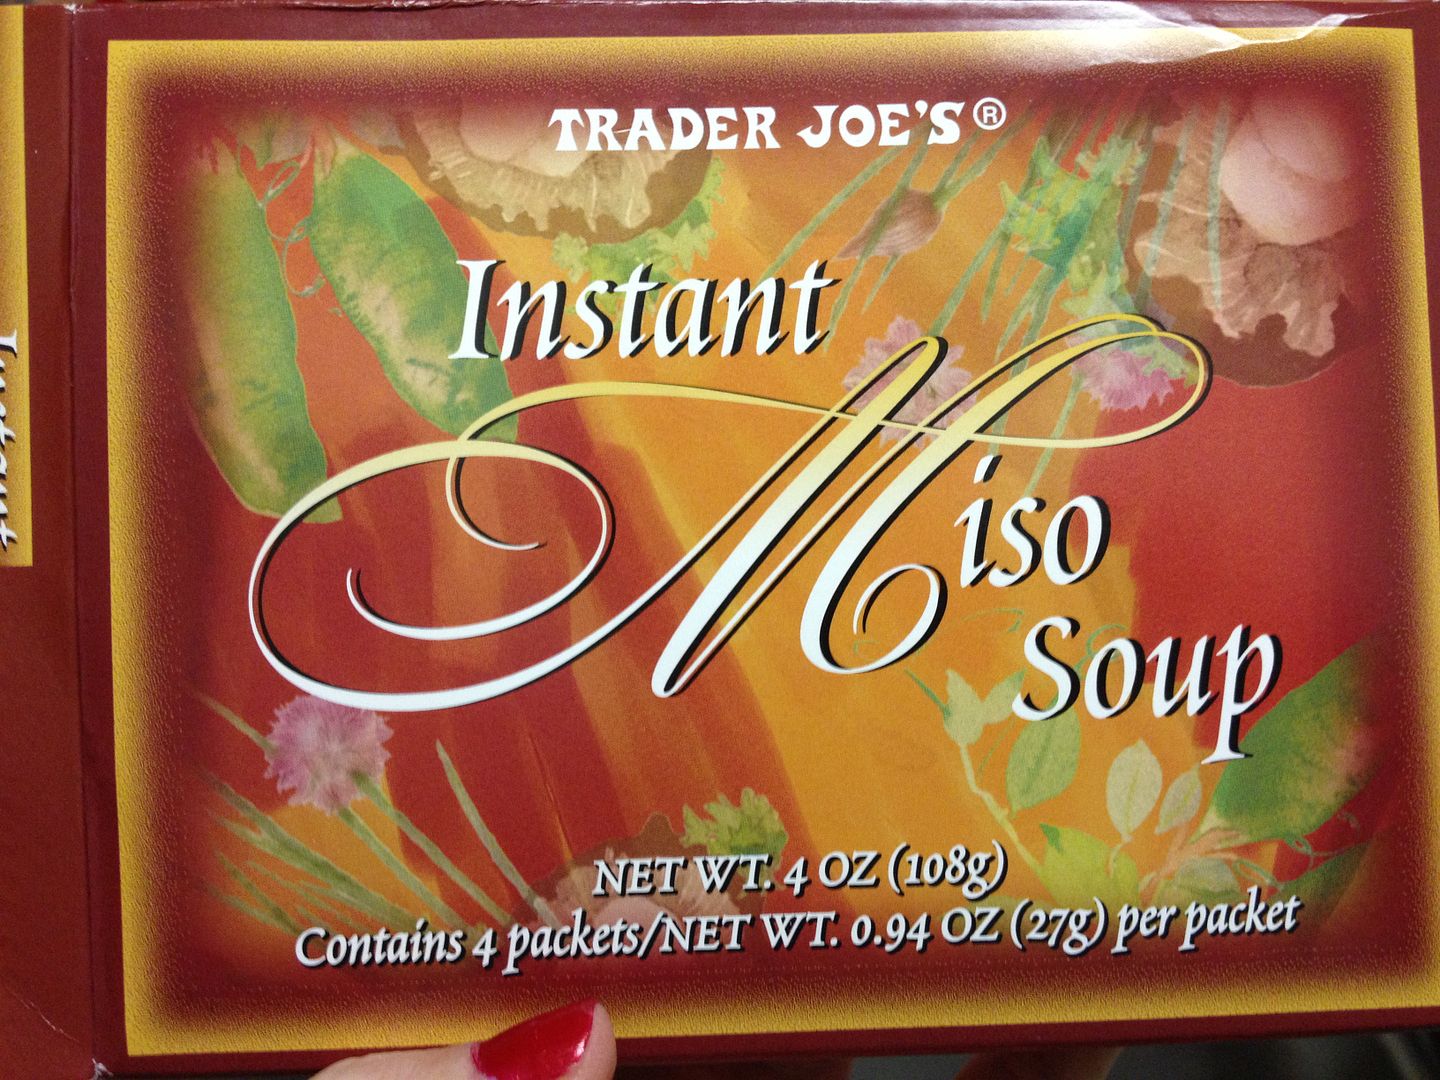 TRADER JOE'S®
Instant
Miso
Soup
NET WT. 4 OZ (108g)
Contains 4 packets/NET WT. 0.94 OZ (27g) per packet
Instant